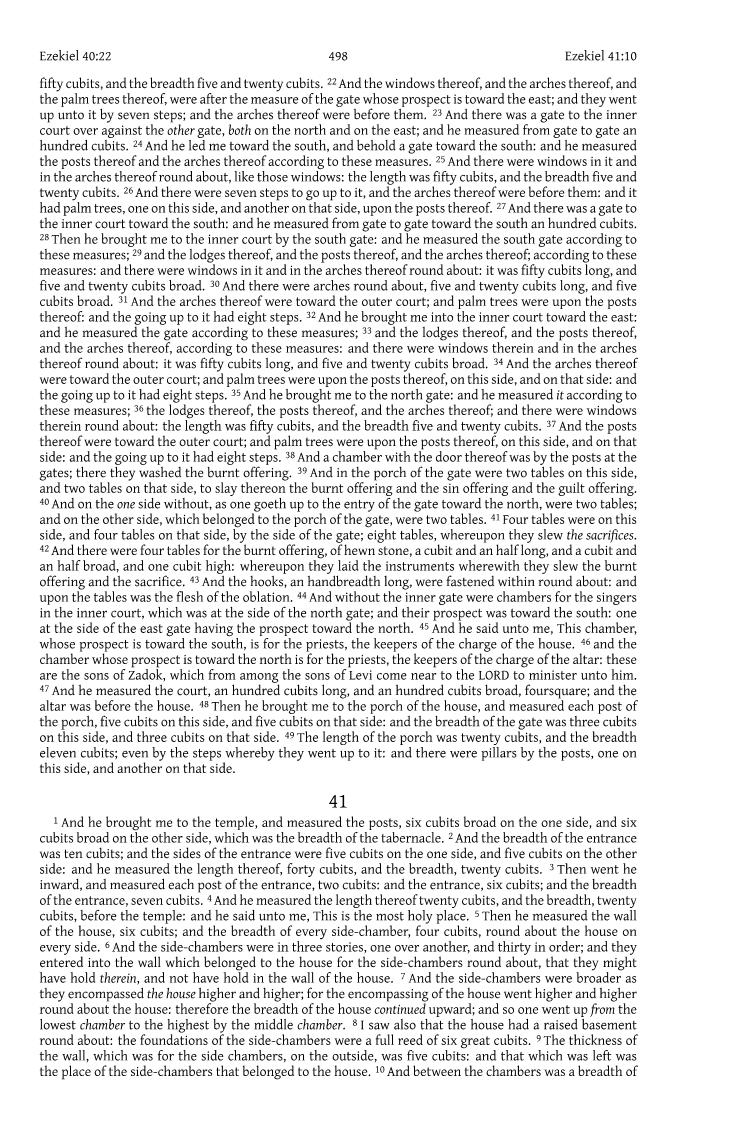 Ezekiel 40:22 498 Ezekiel 41:10
fifty cubits, and the breadth five and twenty cubits. 22 And the windows thereof, and the arches thereof, and
the palm trees thereof, were after the measure of the gate whose prospect is toward the east; and they went
up unto it by seven steps; and the arches thereof were before them. 23 And there was a gate to the inner
court over against the other gate, both on the north and on the east; and he measured from gate to gate an
hundred cubits. 24 And he led me toward the south, and behold a gate toward the south: and he measured
the posts thereof and the arches thereof according to these measures. 25 And there were windows in it and
in the arches thereof round about, like those windows: the length was fifty cubits, and the breadth five and
twenty cubits. 26 And there were seven steps to go up to it, and the arches thereof were before them: and it
had palm trees, one on this side, and another on that side, upon the posts thereof. 27 And there was a gate to
the inner court toward the south: and he measured from gate to gate toward the south an hundred cubits.
28 Then he brought me to the inner court by the south gate: and he measured the south gate according to
these measures; 29 and the lodges thereof, and the posts thereof, and the arches thereof; according to these
measures: and there were windows in it and in the arches thereof round about: it was fifty cubits long, and
five and twenty cubits broad. 30 And there were arches round about, five and twenty cubits long, and five
cubits broad. 31 And the arches thereof were toward the outer court; and palm trees were upon the posts
thereof: and the going up to it had eight steps. 32 And he brought me into the inner court toward the east:
and he measured the gate according to these measures; 33 and the lodges thereof, and the posts thereof,
and the arches thereof, according to these measures: and there were windows therein and in the arches
thereof round about: it was fifty cubits long, and five and twenty cubits broad. 34 And the arches thereof
were toward the outer court; and palm trees were upon the posts thereof, on this side, and on that side: and
the going up to it had eight steps. 35 And he brought me to the north gate: and he measured it according to
these measures; 36 the lodges thereof, the posts thereof, and the arches thereof; and there were windows
therein round about: the length was fifty cubits, and the breadth five and twenty cubits. 37 And the posts
thereof were toward the outer court; and palm trees were upon the posts thereof, on this side, and on that
side: and the going up to it had eight steps. 38 And a chamber with the door thereof was by the posts at the
gates; there they washed the burnt offering. 39 And in the porch of the gate were two tables on this side,
and two tables on that side, to slay thereon the burnt offering and the sin offering and the guilt offering.
40 And on the one side without, as one goeth up to the entry of the gate toward the north, were two tables;
and on the other side, which belonged to the porch of the gate, were two tables. 41 Four tables were on this
side, and four tables on that side, by the side of the gate; eight tables, whereupon they slew the sacrifices.
42 And there were four tables for the burnt offering, of hewn stone, a cubit and an half long, and a cubit and
an half broad, and one cubit high: whereupon they laid the instruments wherewith they slew the burnt
offering and the sacrifice. 43 And the hooks, an handbreadth long, were fastened within round about: and
upon the tables was the flesh of the oblation. 44 And without the inner gate were chambers for the singers
in the inner court, which was at the side of the north gate; and their prospect was toward the south: one
at the side of the east gate having the prospect toward the north. 45 And he said unto me, This chamber,
whose prospect is toward the south, is for the priests, the keepers of the charge of the house. 46 and the
chamber whose prospect is toward the north is for the priests, the keepers of the charge of the altar: these
are the sons of Zadok, which from among the sons of Levi come near to the LORD to minister unto him.
47 And he measured the court, an hundred cubits long, and an hundred cubits broad, foursquare; and the
altar was before the house. 48 Then he brought me to the porch of the house, and measured each post of
the porch, five cubits on this side, and five cubits on that side: and the breadth of the gate was three cubits
on this side, and three cubits on that side. 49 The length of the porch was twenty cubits, and the breadth
eleven cubits; even by the steps whereby they went up to it: and there were pillars by the posts, one on
this side, and another on that side.
41
1 And he brought me to the temple, and measured the posts, six cubits broad on the one side, and six
cubits broad on the other side, which was the breadth of the tabernacle. 2 And the breadth of the entrance
was ten cubits; and the sides of the entrance were five cubits on the one side, and five cubits on the other
side: and he measured the length thereof, forty cubits, and the breadth, twenty cubits. 3 Then went he
inward, and measured each post of the entrance, two cubits: and the entrance, six cubits; and the breadth
of the entrance, seven cubits. 4 And he measured the length thereof twenty cubits, and the breadth, twenty
cubits, before the temple: and he said unto me, This is the most holy place. 5 Then he measured the wall
of the house, six cubits; and the breadth of every side-chamber, four cubits, round about the house on
every side. 6 And the side-chambers were in three stories, one over another, and thirty in order; and they
entered into the wall which belonged to the house for the side-chambers round about, that they might
have hold therein, and not have hold in the wall of the house. 7 And the side-chambers were broader as
they encompassed the house higher and higher; for the encompassing of the house went higher and higher
round about the house: therefore the breadth of the house continued upward; and so one went up from the
lowest chamber to the highest by the middle chamber. 8 I saw also that the house had a raised basement
round about: the foundations of the side-chambers were a full reed of six great cubits. 9 The thickness of
the wall, which was for the side chambers, on the outside, was five cubits: and that which was left was
the place of the side-chambers that belonged to the house. 10 And between the chambers was a breadth of